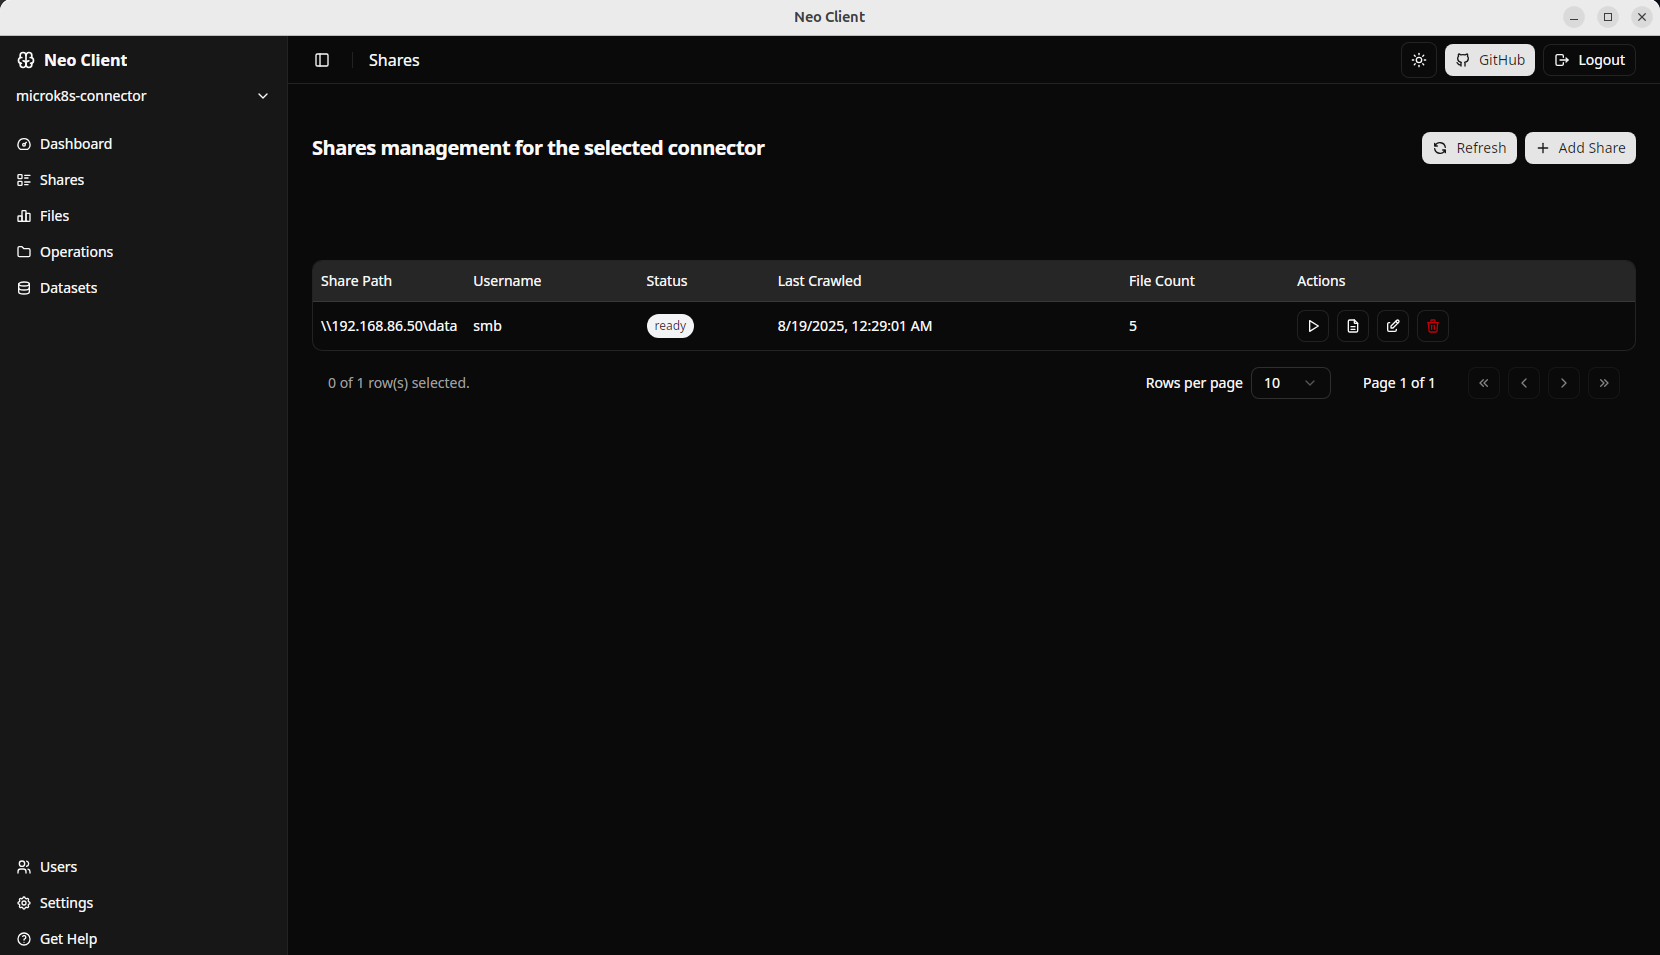 Neo Client
Neo Client
microk8s-connector
Dashboard
Shares
Files
Operations
Datasets
Users
Settings
Get Help
Shares
GitHub
Logout
Shares management for the selected connector
Refresh
Add Share
Share Path Username Status Last Crawled File Count Actions
\\192.168.86.50\data smb ready 8/19/2025, 12:29:01 AM 5
0 of 1 row(s) selected.
Rows per page 10 Page 1 of 1